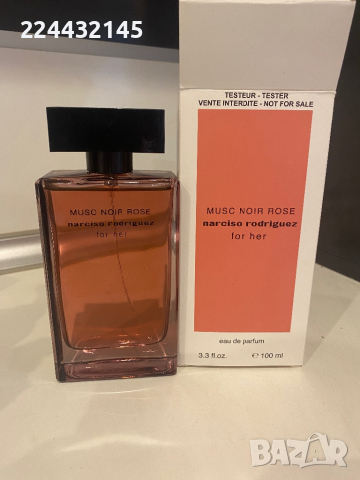 224432145
TESTEUR - TESTER
VENTE INTERDITE - NOT FOR SALE
MUSC NOIR ROSE
narciso rodriguez
for her
MUSC NOIR ROSE
narciso rodriguez
for her
eau de parfum
3.3 fl.oz. ℮ 100 ml
BAZAR